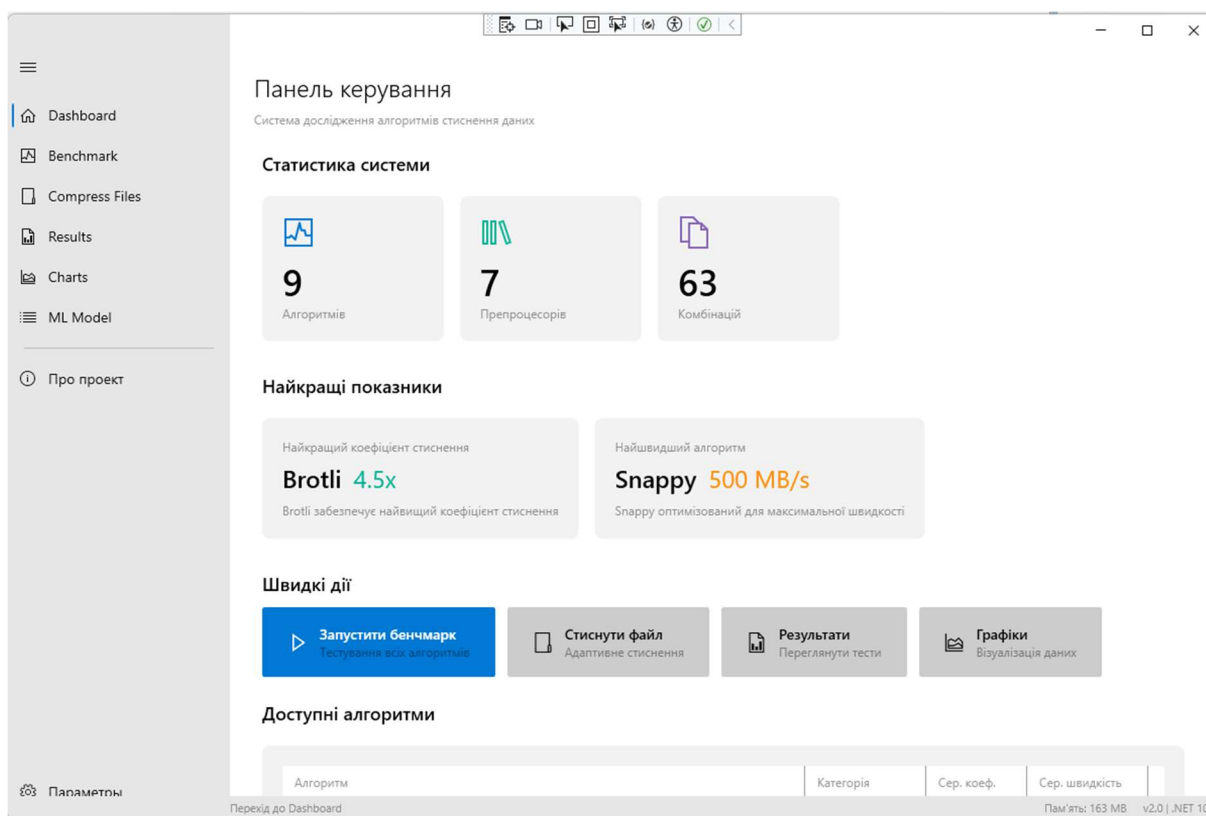 Dashboard
Benchmark
Compress Files
Results
Charts
ML Model
Про проект
Параметры
Панель керування
Система дослідження алгоритмів стиснення даних
Статистика системи
9
Алгоритмів
7
Препроцесорів
63
Комбінацій
Найкращі показники
Найкращий коефіцієнт стиснення
Brotli 4.5x
Brotli забезпечує найвищий коефіцієнт стиснення
Найшвидший алгоритм
Snappy 500 MB/s
Snappy оптимізований для максимальної швидкості
Швидкі дії
Запустити бенчмарк
Тестування всіх алгоритмів
Стиснути файл
Адаптивне стиснення
Результати
Переглянути тести
Графіки
Візуалізація даних
Доступні алгоритми
Алгоритм Категорія Сер. коеф. Сер. швидкість
Перехід до Dashboard Пам'ять: 163 MB v2.0 | .NET 10